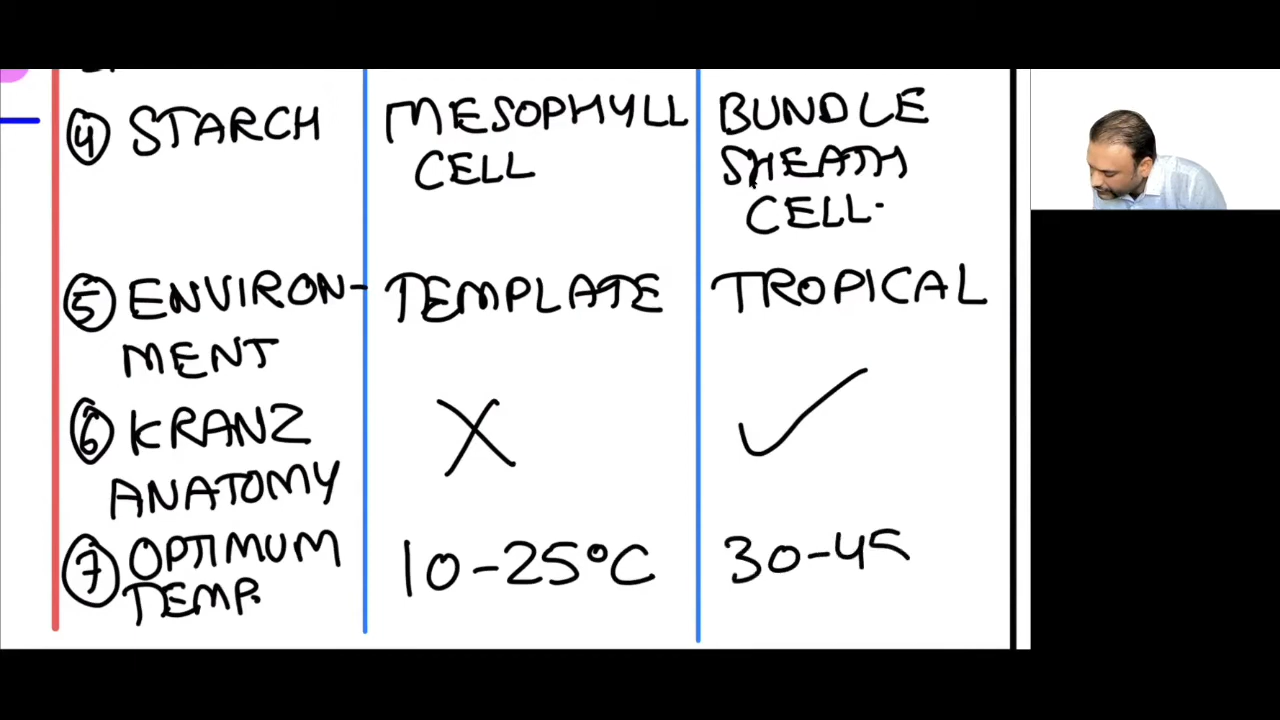 ④ STARCH MESOPHYLL BUNDLE
CELL SHEATH
CELL.
⑤ ENVIRON- TEMPLATE TROPICAL
MENT
⑥ KRANZ X ✓
ANATOMY
⑦ OPTIMUM 10-25°C 30-45
TEMP.